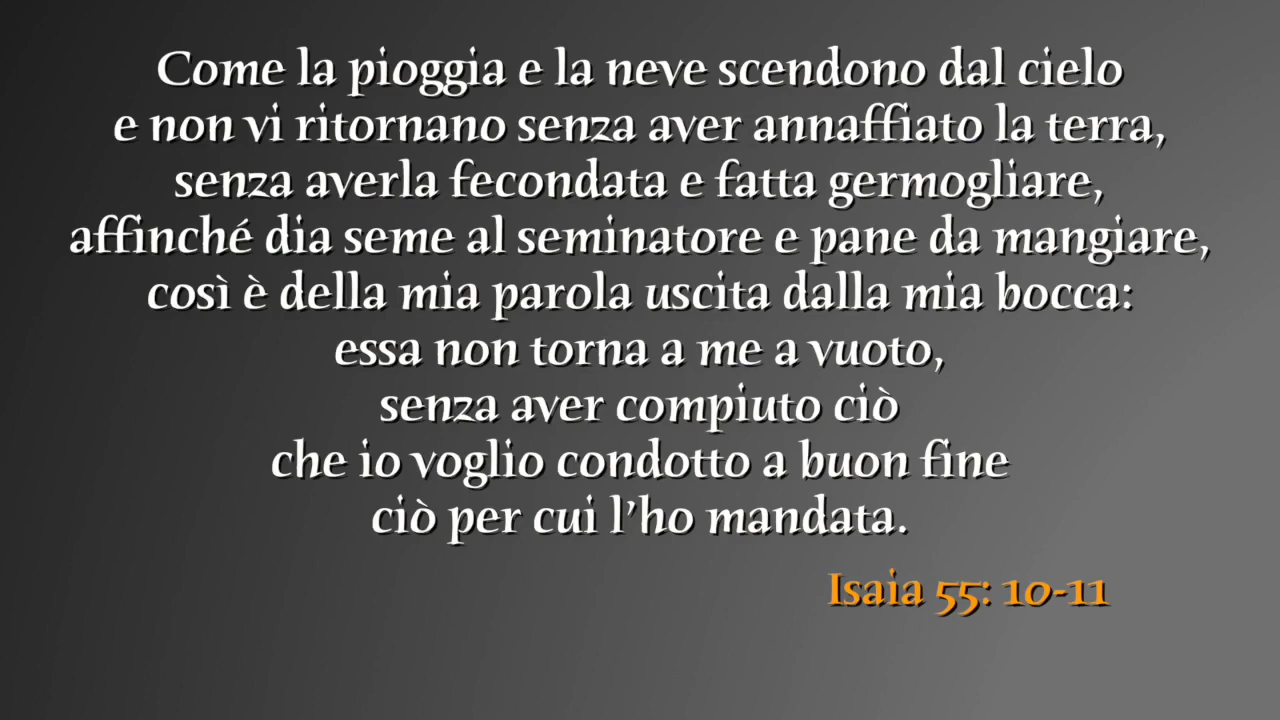 Come la pioggia e la neve scendono dal cielo
e non vi ritornano senza aver annaffiato la terra,
senza averla fecondata e fatta germogliare,
affinché dia seme al seminatore e pane da mangiare,
così è della mia parola uscita dalla mia bocca:
essa non torna a me a vuoto,
senza aver compiuto ciò
che io voglio condotto a buon fine
ciò per cui l'ho mandata.
Isaia 55: 10-11